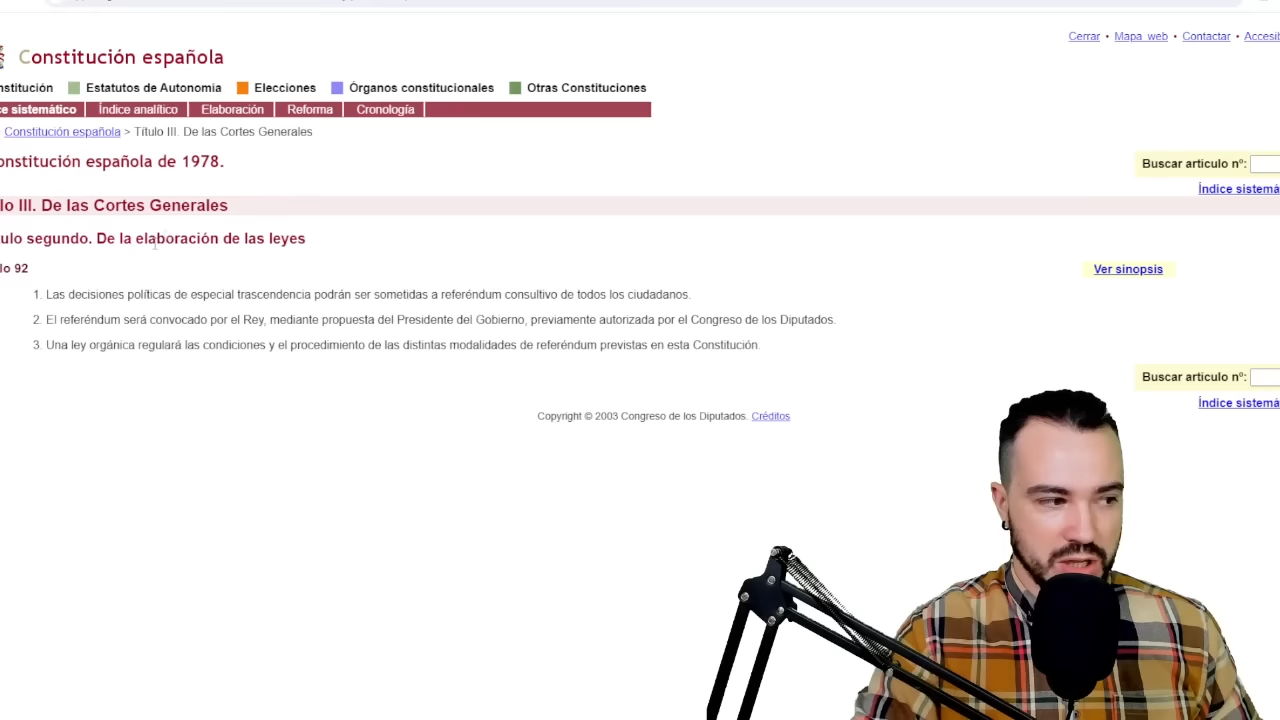 Cerrar • Mapa web • Contactar • Accesib
Constitución española
nstitución Estatutos de Autonomía Elecciones Órganos constitucionales Otras Constituciones
ce sistemático Índice analítico Elaboración Reforma Cronología
Constitución española > Título III. De las Cortes Generales
onstitución española de 1978.
Buscar artículo nº:
Índice sistemá
lo III. De las Cortes Generales
ulo segundo. De la elaboración de las leyes
lo 92
Ver sinopsis
1. Las decisiones políticas de especial trascendencia podrán ser sometidas a referéndum consultivo de todos los ciudadanos.
2. El referéndum será convocado por el Rey, mediante propuesta del Presidente del Gobierno, previamente autorizada por el Congreso de los Diputados.
3. Una ley orgánica regulará las condiciones y el procedimiento de las distintas modalidades de referéndum previstas en esta Constitución.
Buscar artículo nº:
Índice sistemá
Copyright © 2003 Congreso de los Diputados. Créditos